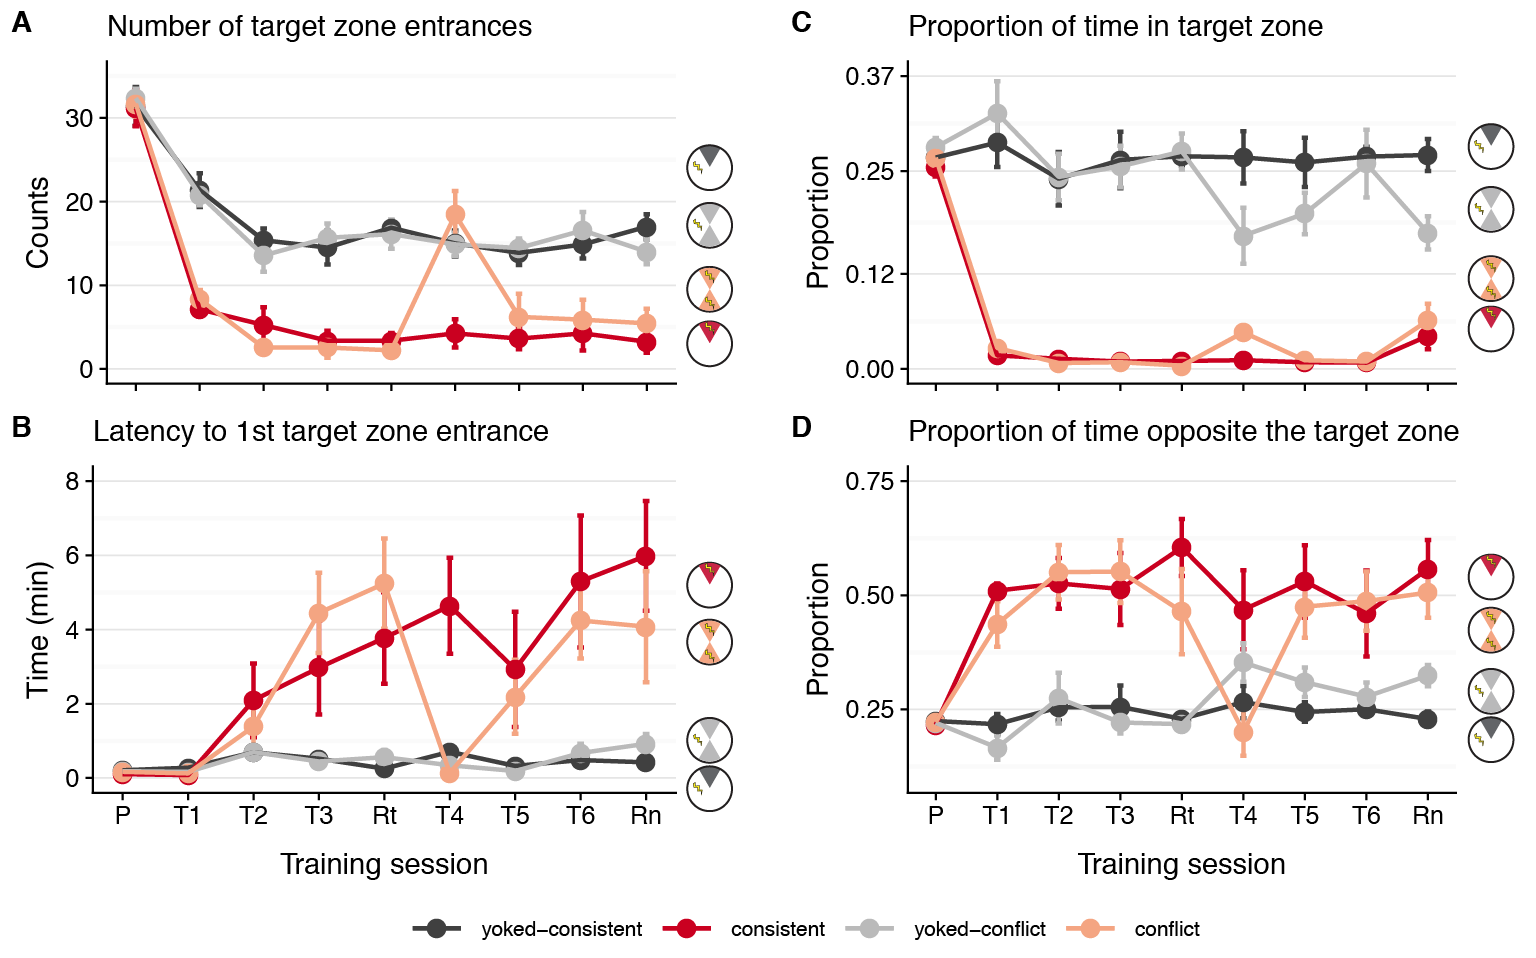 A
Number of target zone entrances
Counts
30
20
10
0
C
Proportion of time in target zone
Proportion
0.37
0.25
0.12
0.00
B
Latency to 1st target zone entrance
Time (min)
8
6
4
2
0
P T1 T2 T3 Rt T4 T5 T6 Rn
Training session
D
Proportion of time opposite the target zone
Proportion
0.75
0.50
0.25
P T1 T2 T3 Rt T4 T5 T6 Rn
Training session
yoked−consistent consistent yoked−conflict conflict